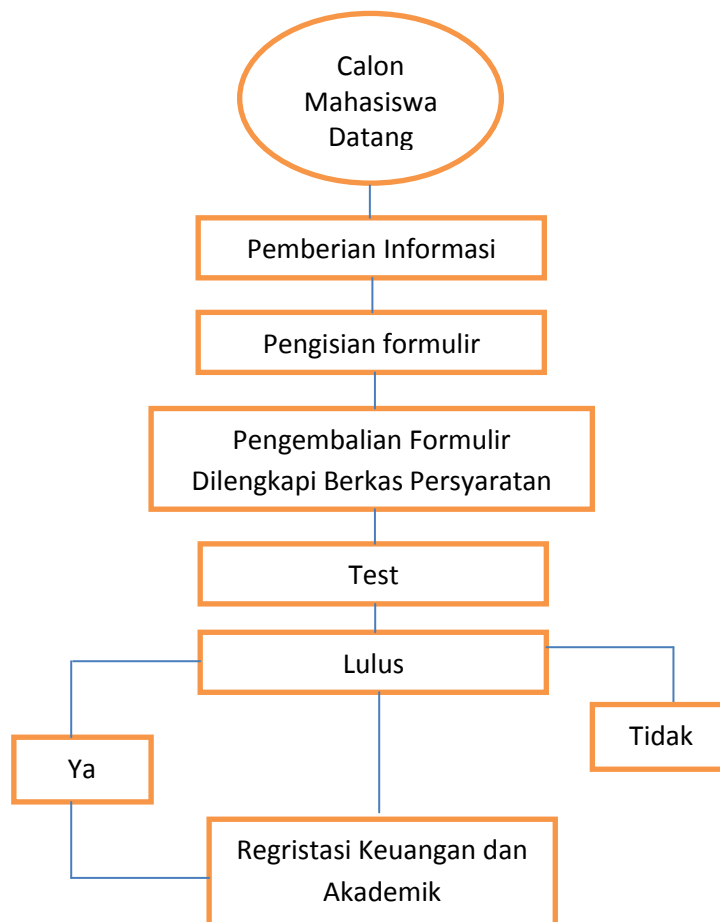 Calon
Mahasiswa
Datang
Pemberian Informasi
Pengisian formulir
Pengembalian Formulir
Dilengkapi Berkas Persyaratan
Test
Lulus
Tidak
Ya
Regristasi Keuangan dan
Akademik